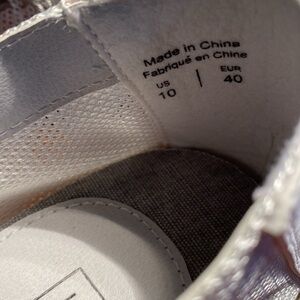 Made in China
Fabriqué en Chine
US | EUR
10 | 40